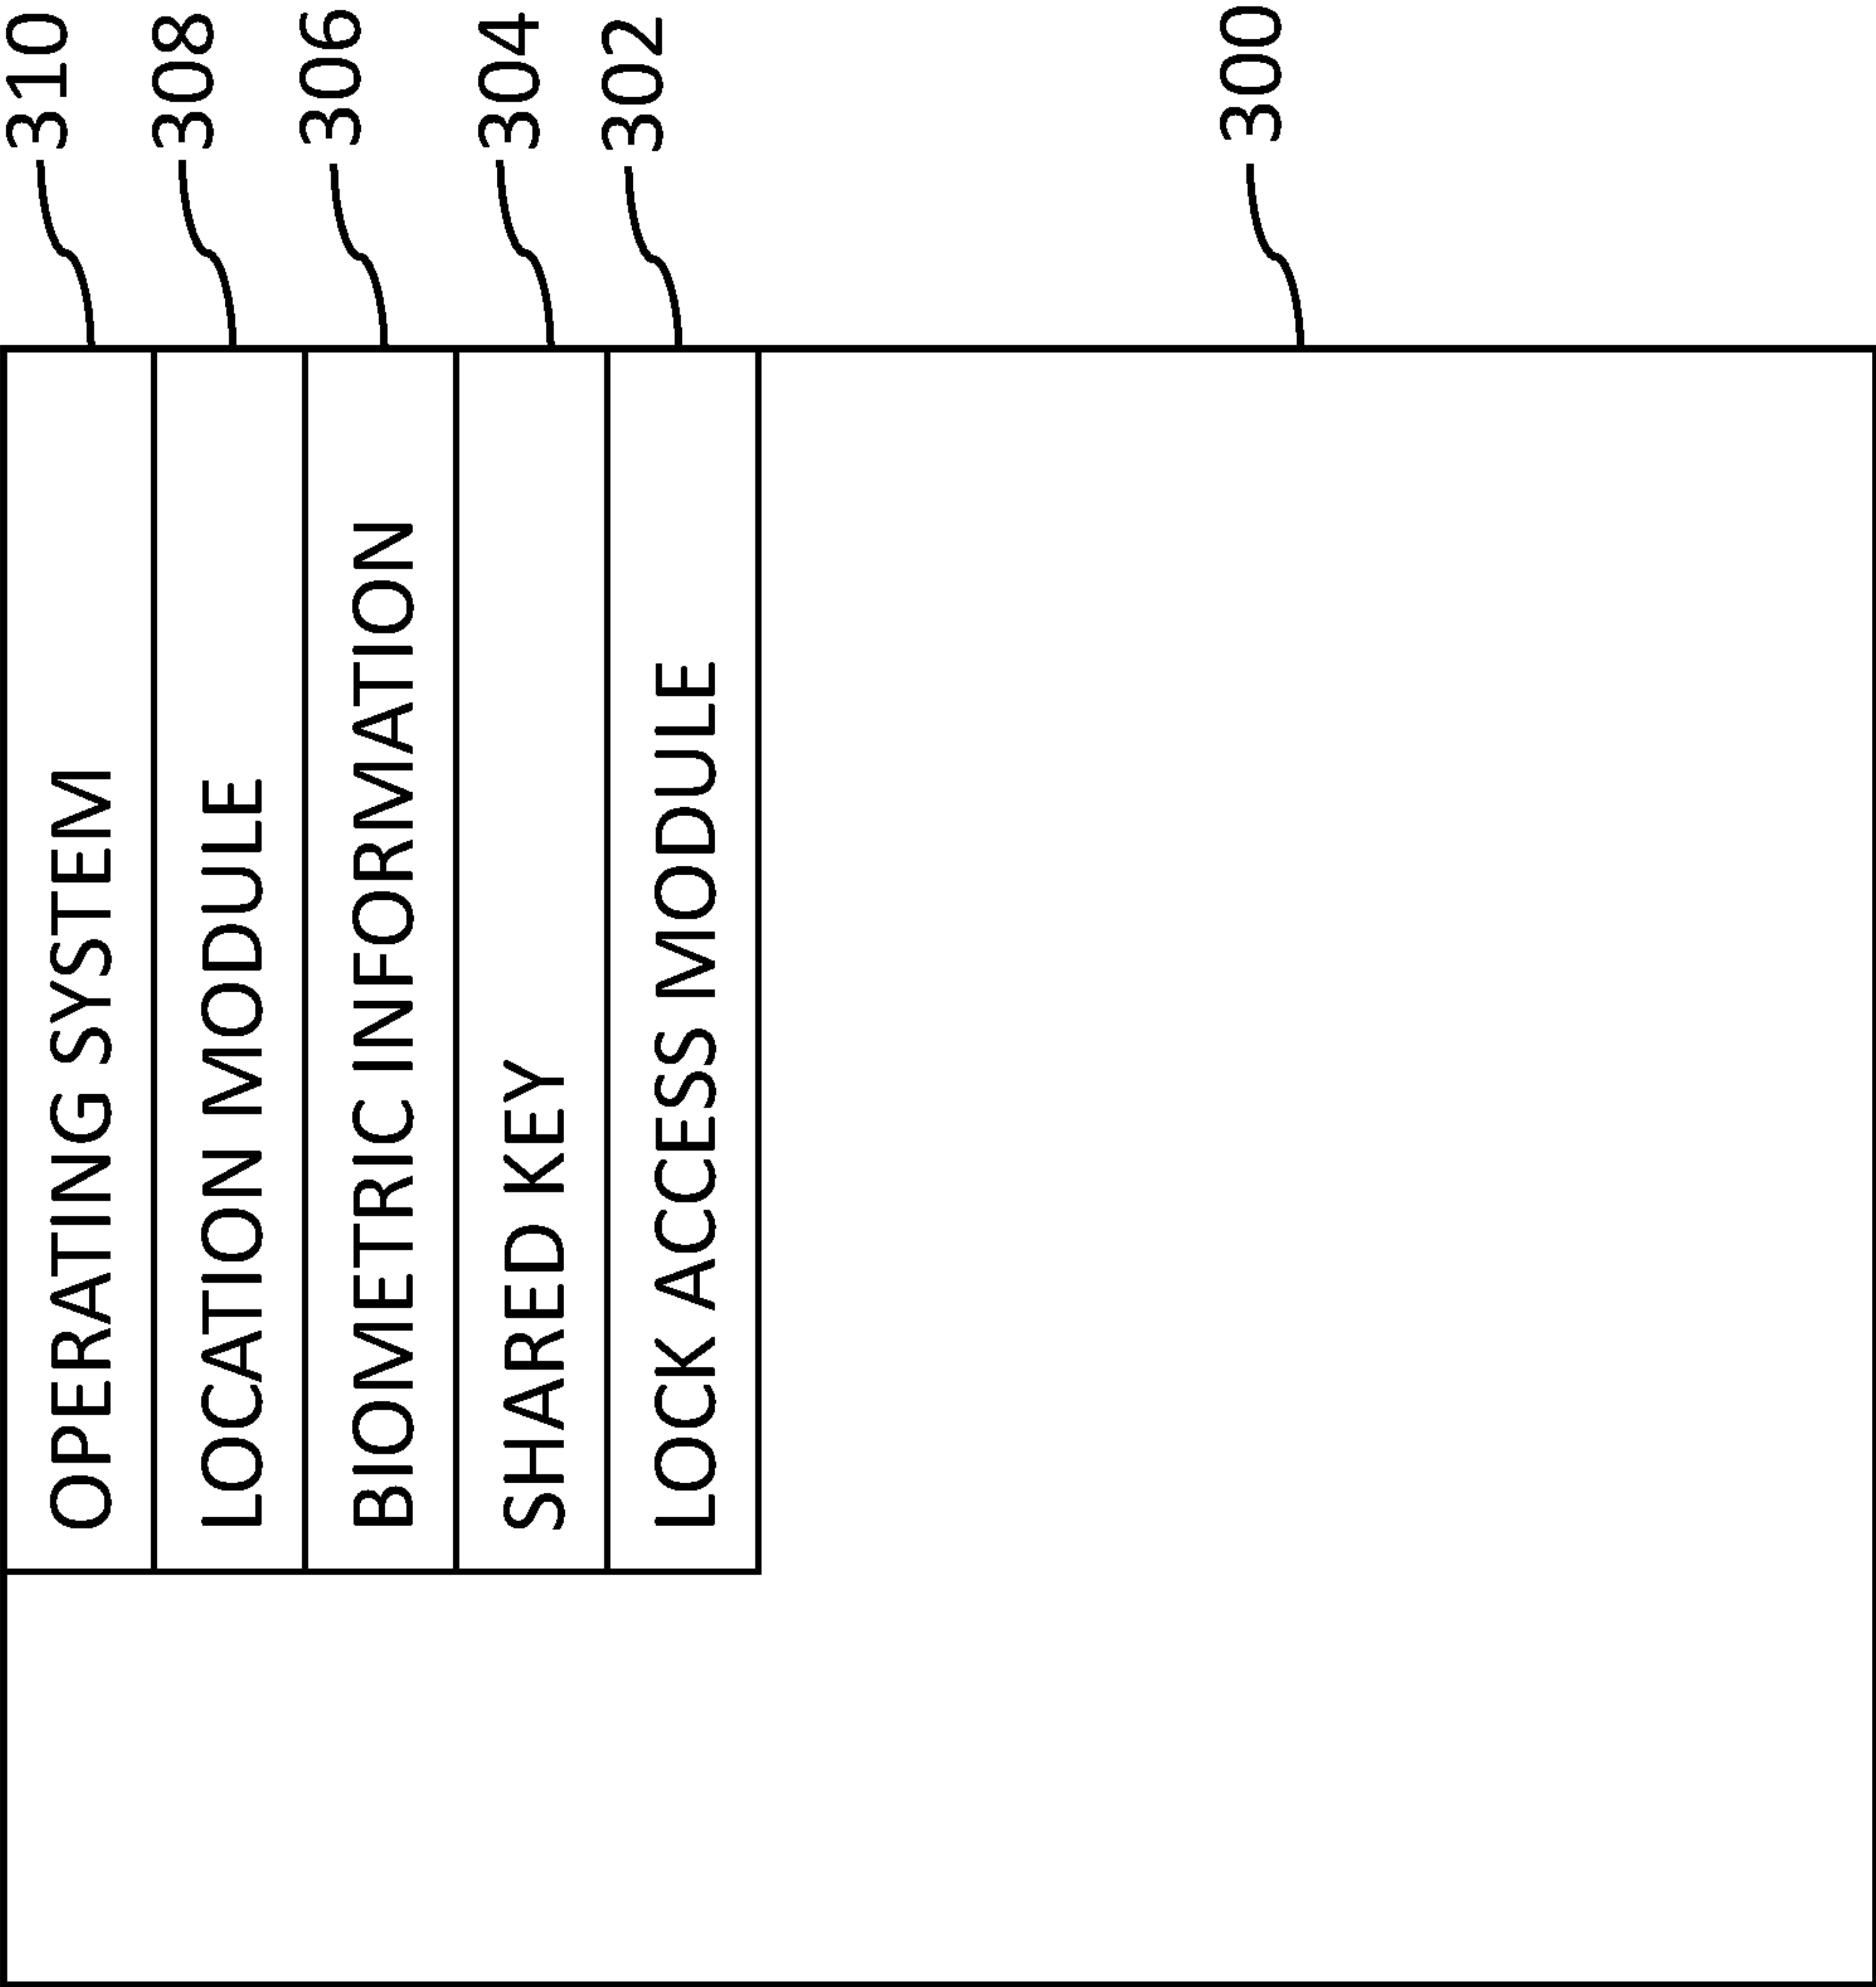 OPERATING SYSTEM 310
LOCATION MODULE 308
BIOMETRIC INFORMATION 306
SHARED KEY 304
LOCK ACCESS MODULE 302
300